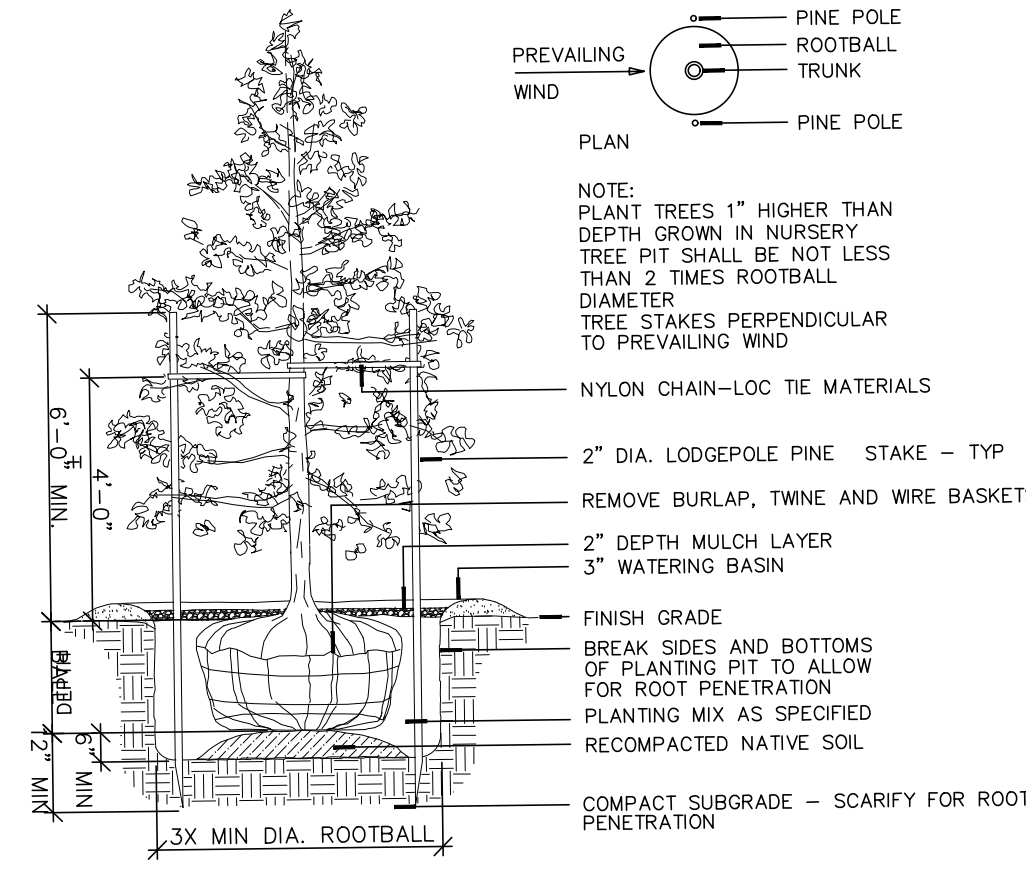 PINE POLE
ROOTBALL
TRUNK
PINE POLE
PREVAILING
WIND
PLAN
NOTE:
PLANT TREES 1" HIGHER THAN
DEPTH GROWN IN NURSERY
TREE PIT SHALL BE NOT LESS
THAN 2 TIMES ROOTBALL
DIAMETER
TREE STAKES PERPENDICULAR
TO PREVAILING WIND
NYLON CHAIN-LOC TIE MATERIALS
2" DIA. LODGEPOLE PINE STAKE - TYP
REMOVE BURLAP, TWINE AND WIRE BASKET
2" DEPTH MULCH LAYER
3" WATERING BASIN
FINISH GRADE
BREAK SIDES AND BOTTOMS
OF PLANTING PIT TO ALLOW
FOR ROOT PENETRATION
PLANTING MIX AS SPECIFIED
RECOMPACTED NATIVE SOIL
COMPACT SUBGRADE - SCARIFY FOR ROOT
PENETRATION
6'-0" MIN.
4'-0"
±
6" MIN
2" MIN
3X MIN DIA. ROOTBALL